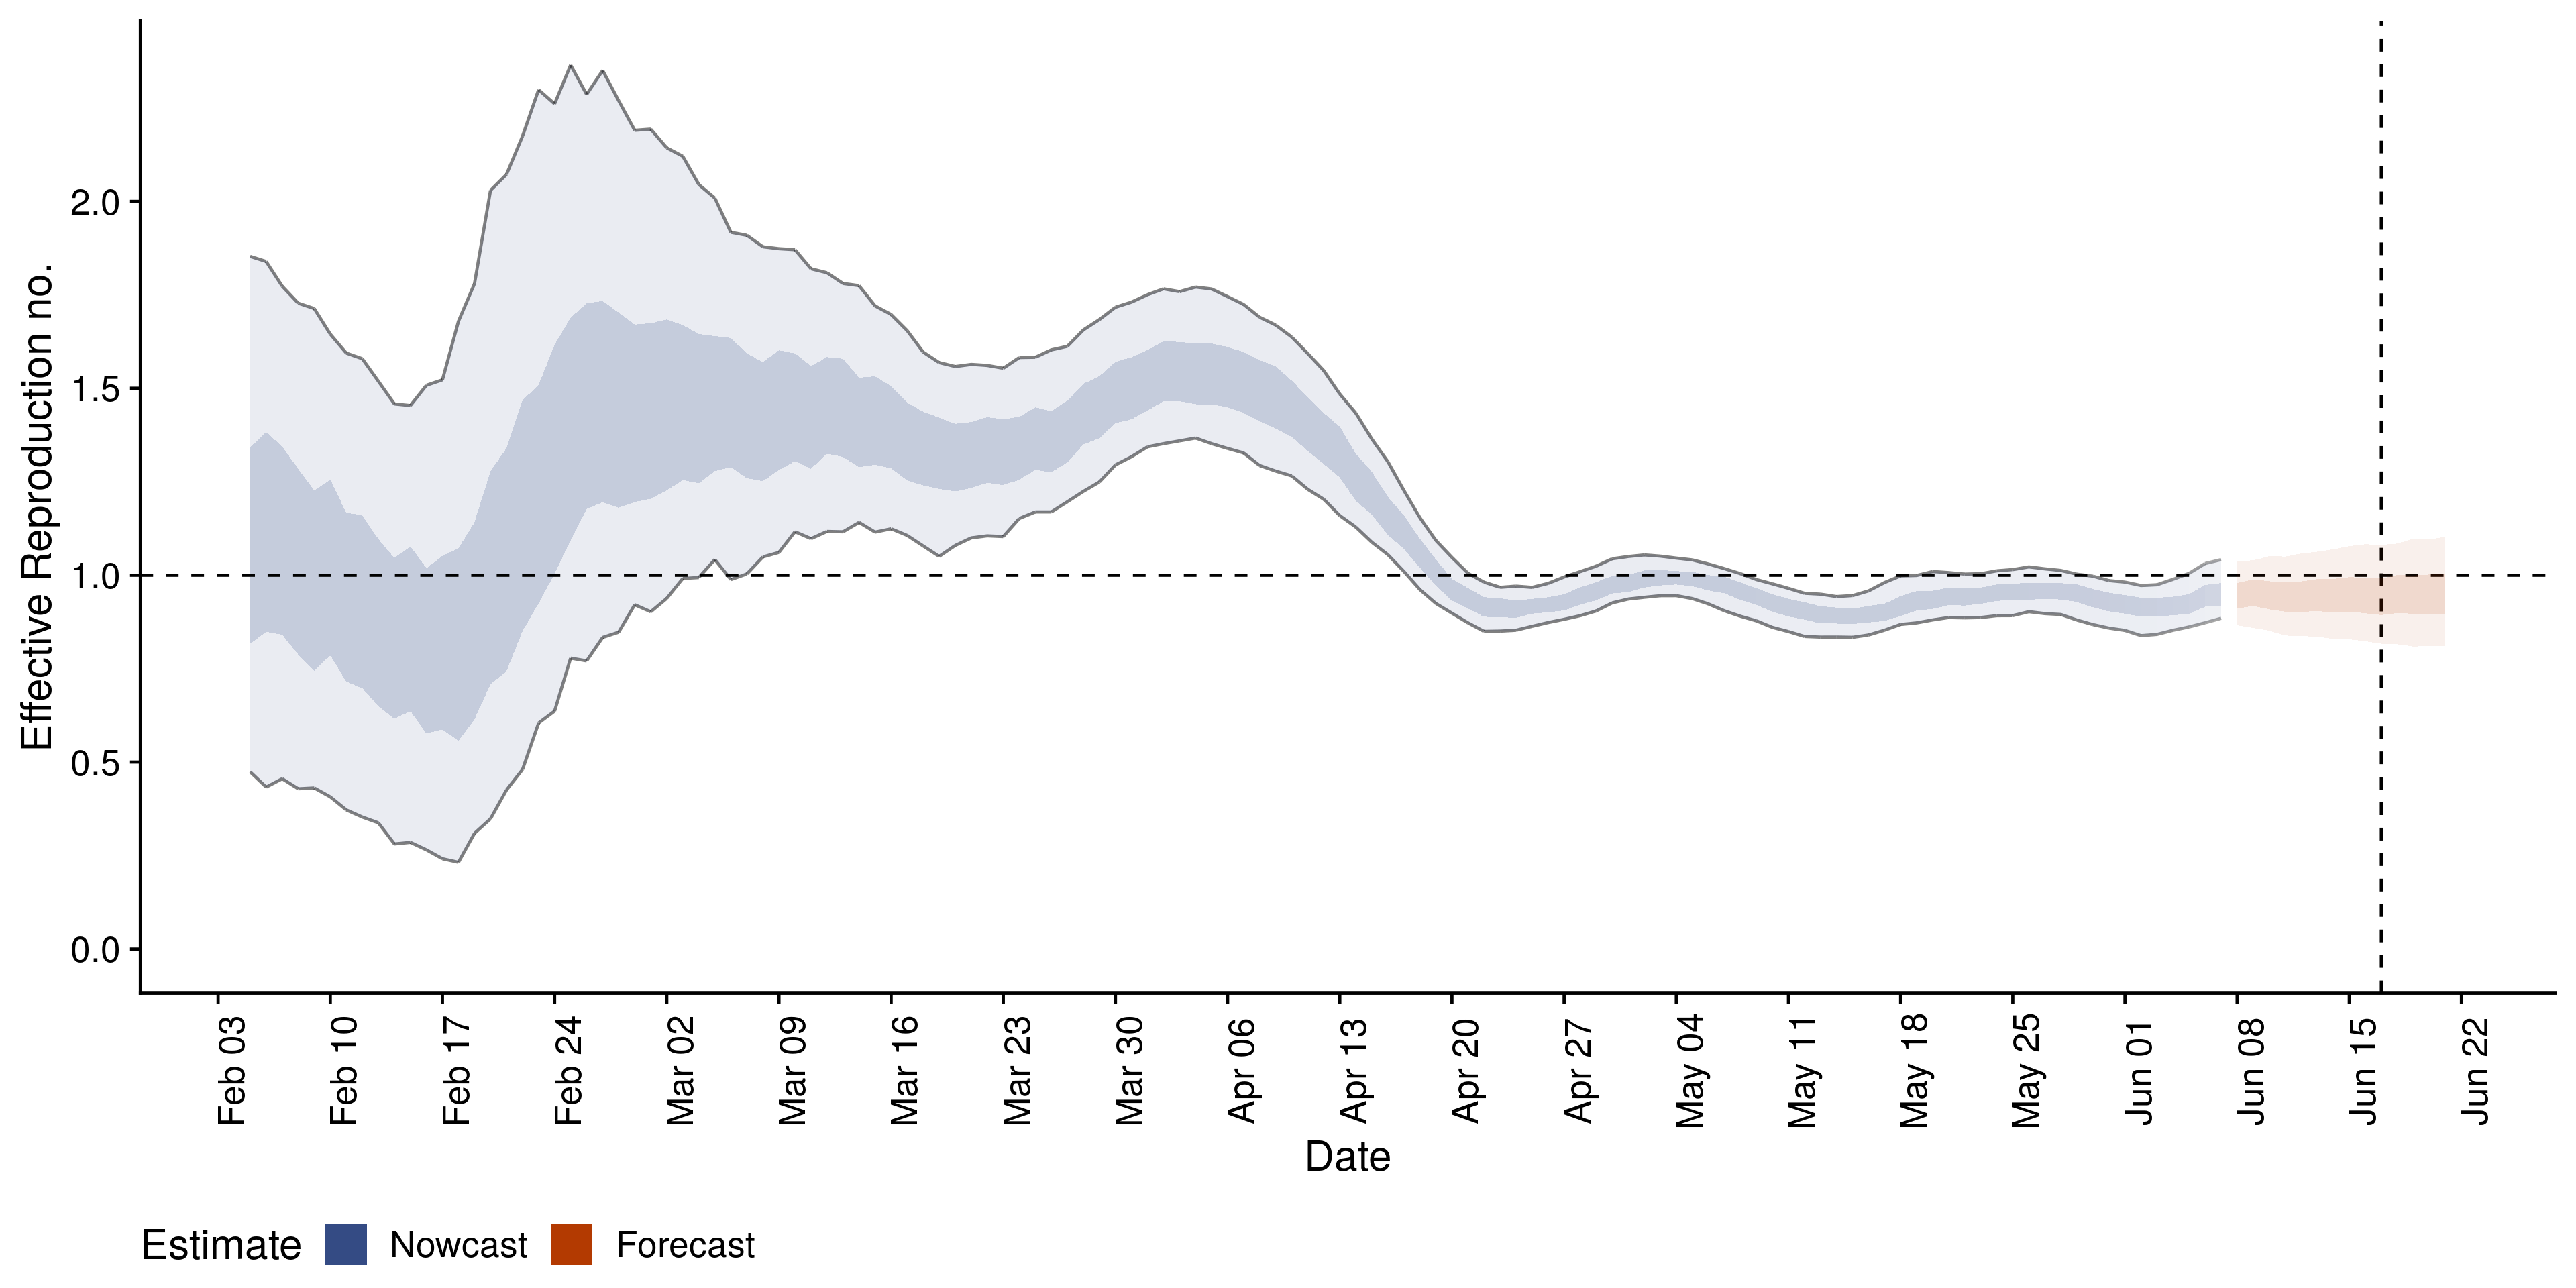 Effective Reproduction no.
2.0
1.5
1.0
0.5
0.0
Feb 03
Feb 10
Feb 17
Feb 24
Mar 02
Mar 09
Mar 16
Mar 23
Mar 30
Apr 06
Apr 13
Apr 20
Apr 27
May 04
May 11
May 18
May 25
Jun 01
Jun 08
Jun 15
Jun 22
Date
Estimate Nowcast Forecast